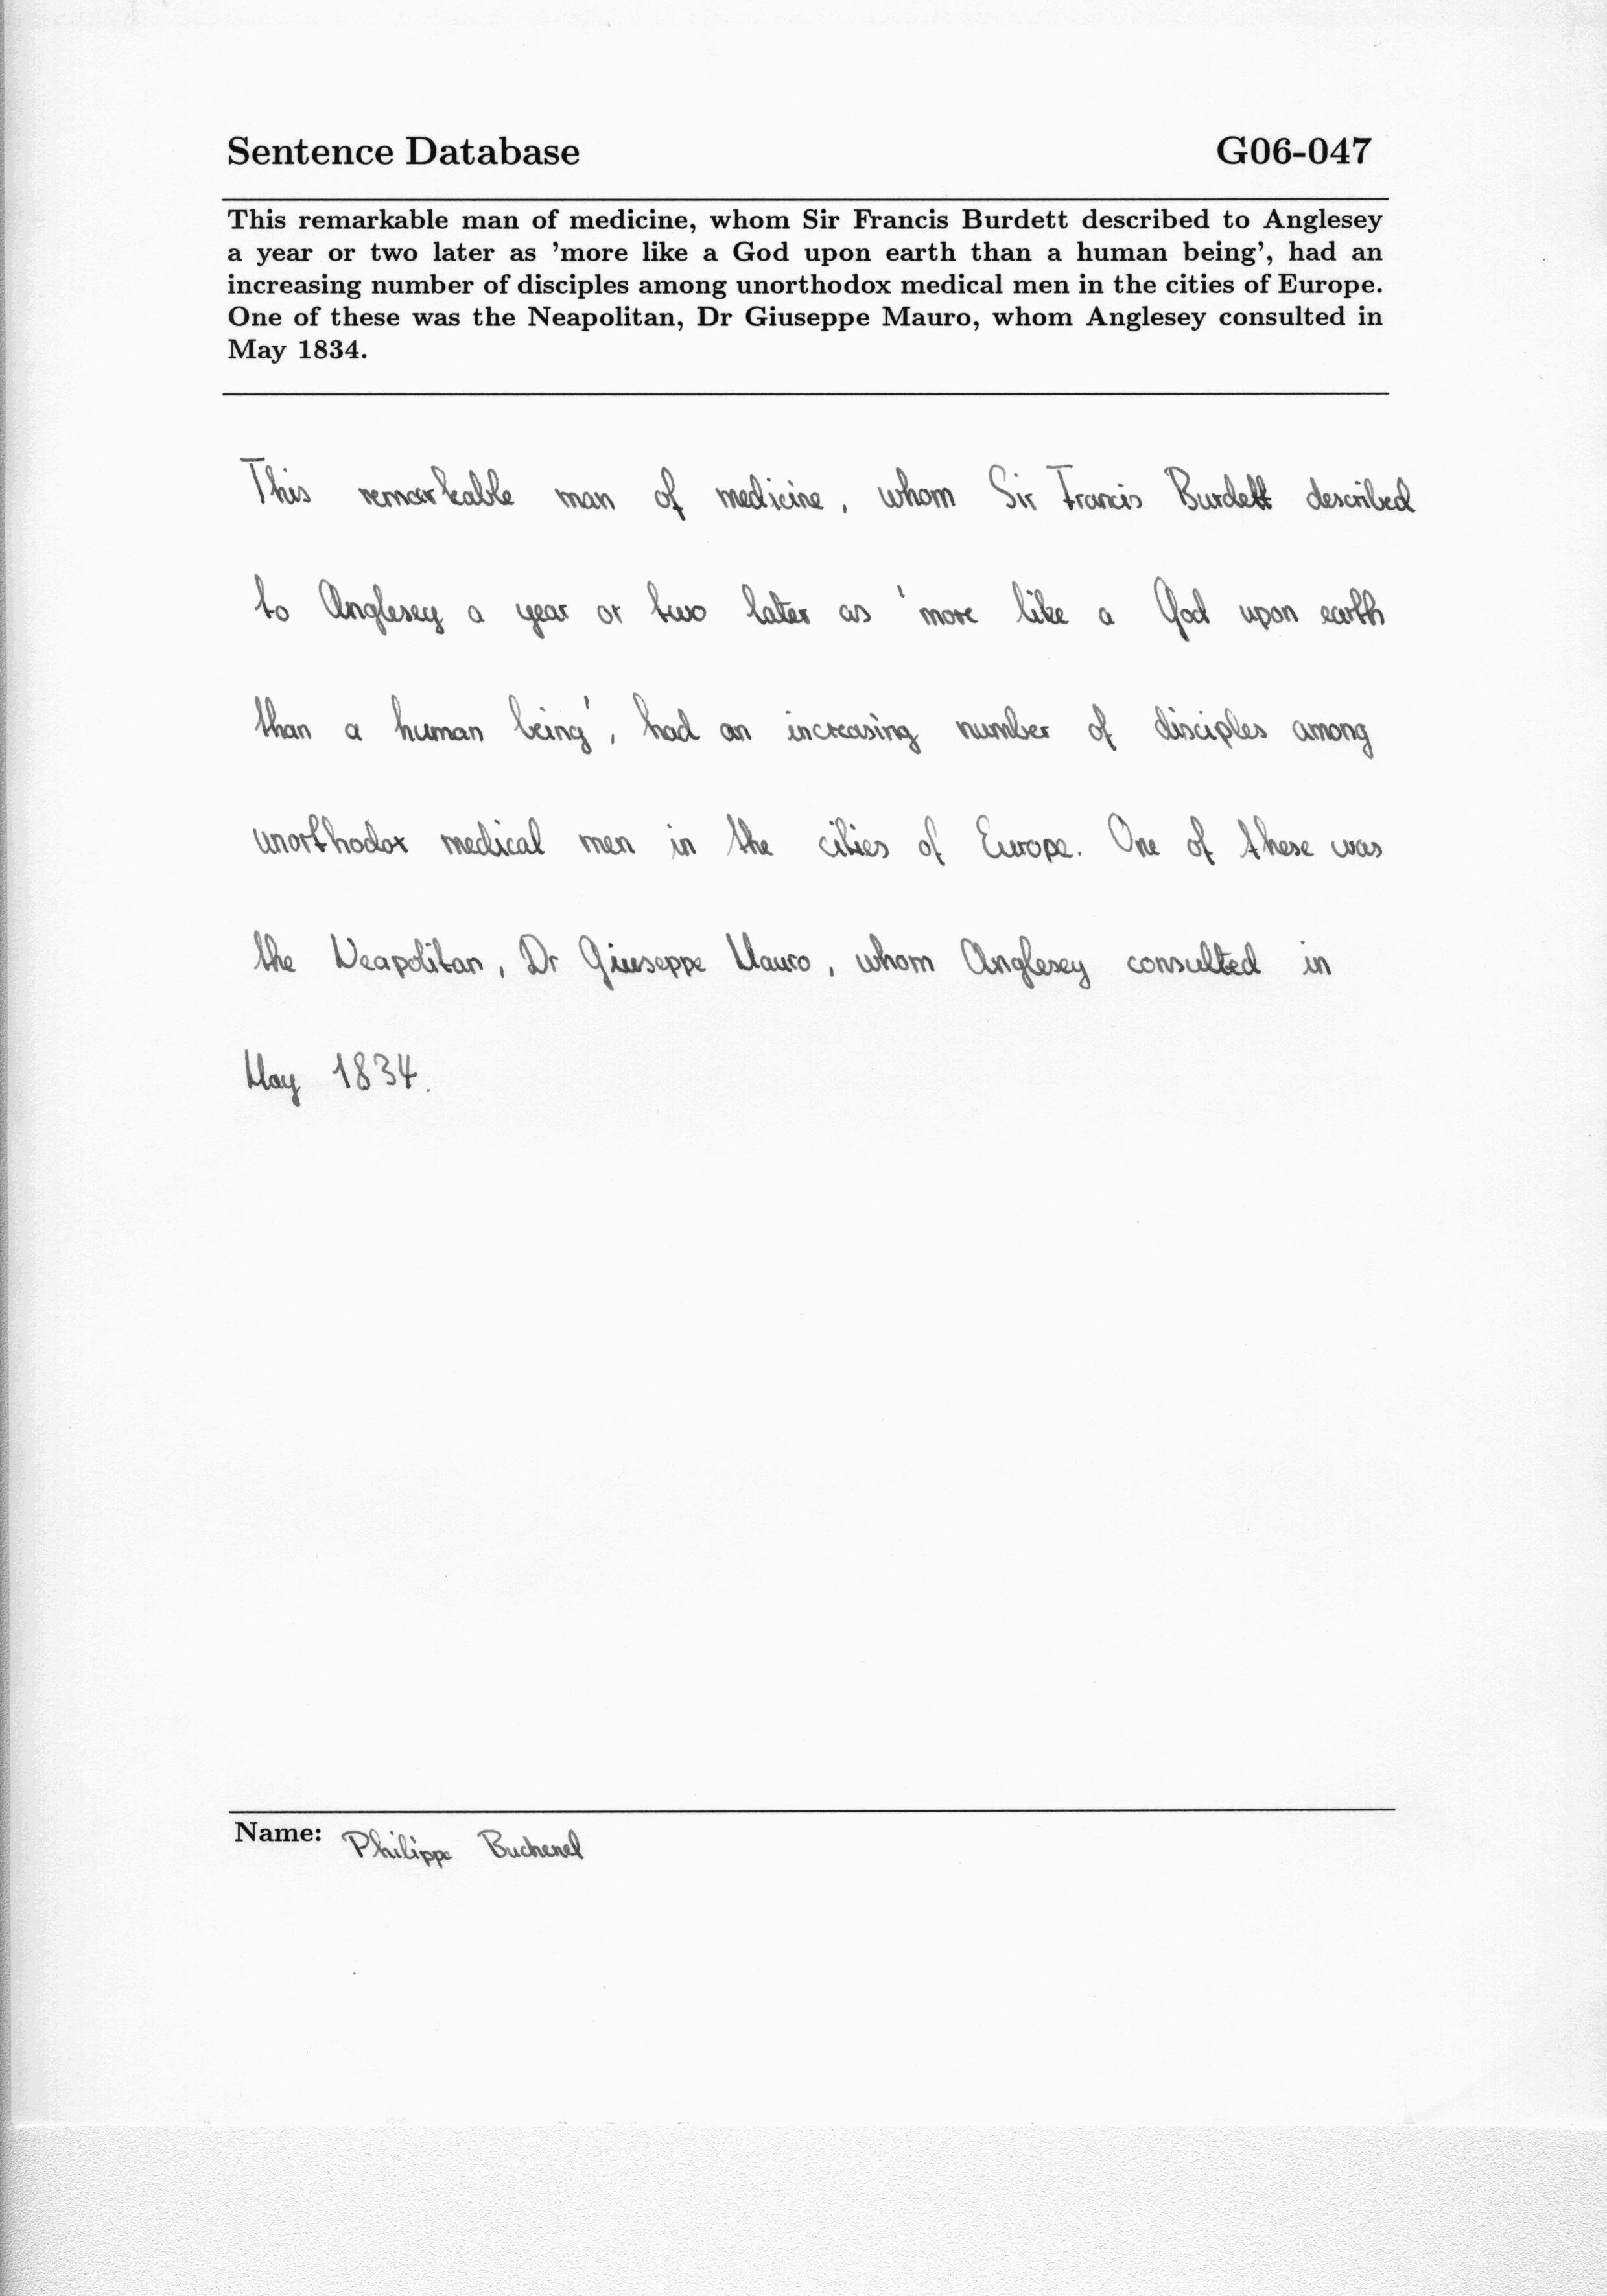 Sentence Database G06-047
This remarkable man of medicine, whom Sir Francis Burdett described to Anglesey
a year or two later as 'more like a God upon earth than a human being', had an
increasing number of disciples among unorthodox medical men in the cities of Europe.
One of these was the Neapolitan, Dr Giuseppe Mauro, whom Anglesey consulted in
May 1834.
This remarkable man of medicine, whom Sir Francis Burdett described
to Anglesey a year or two later as 'more like a God upon earth
than a human being', had an increasing number of disciples among
unorthodox medical men in the cities of Europe. One of these was
the Neapolitan, Dr Giuseppe Mauro, whom Anglesey consulted in
May 1834.
Name: Philippe Buchenel